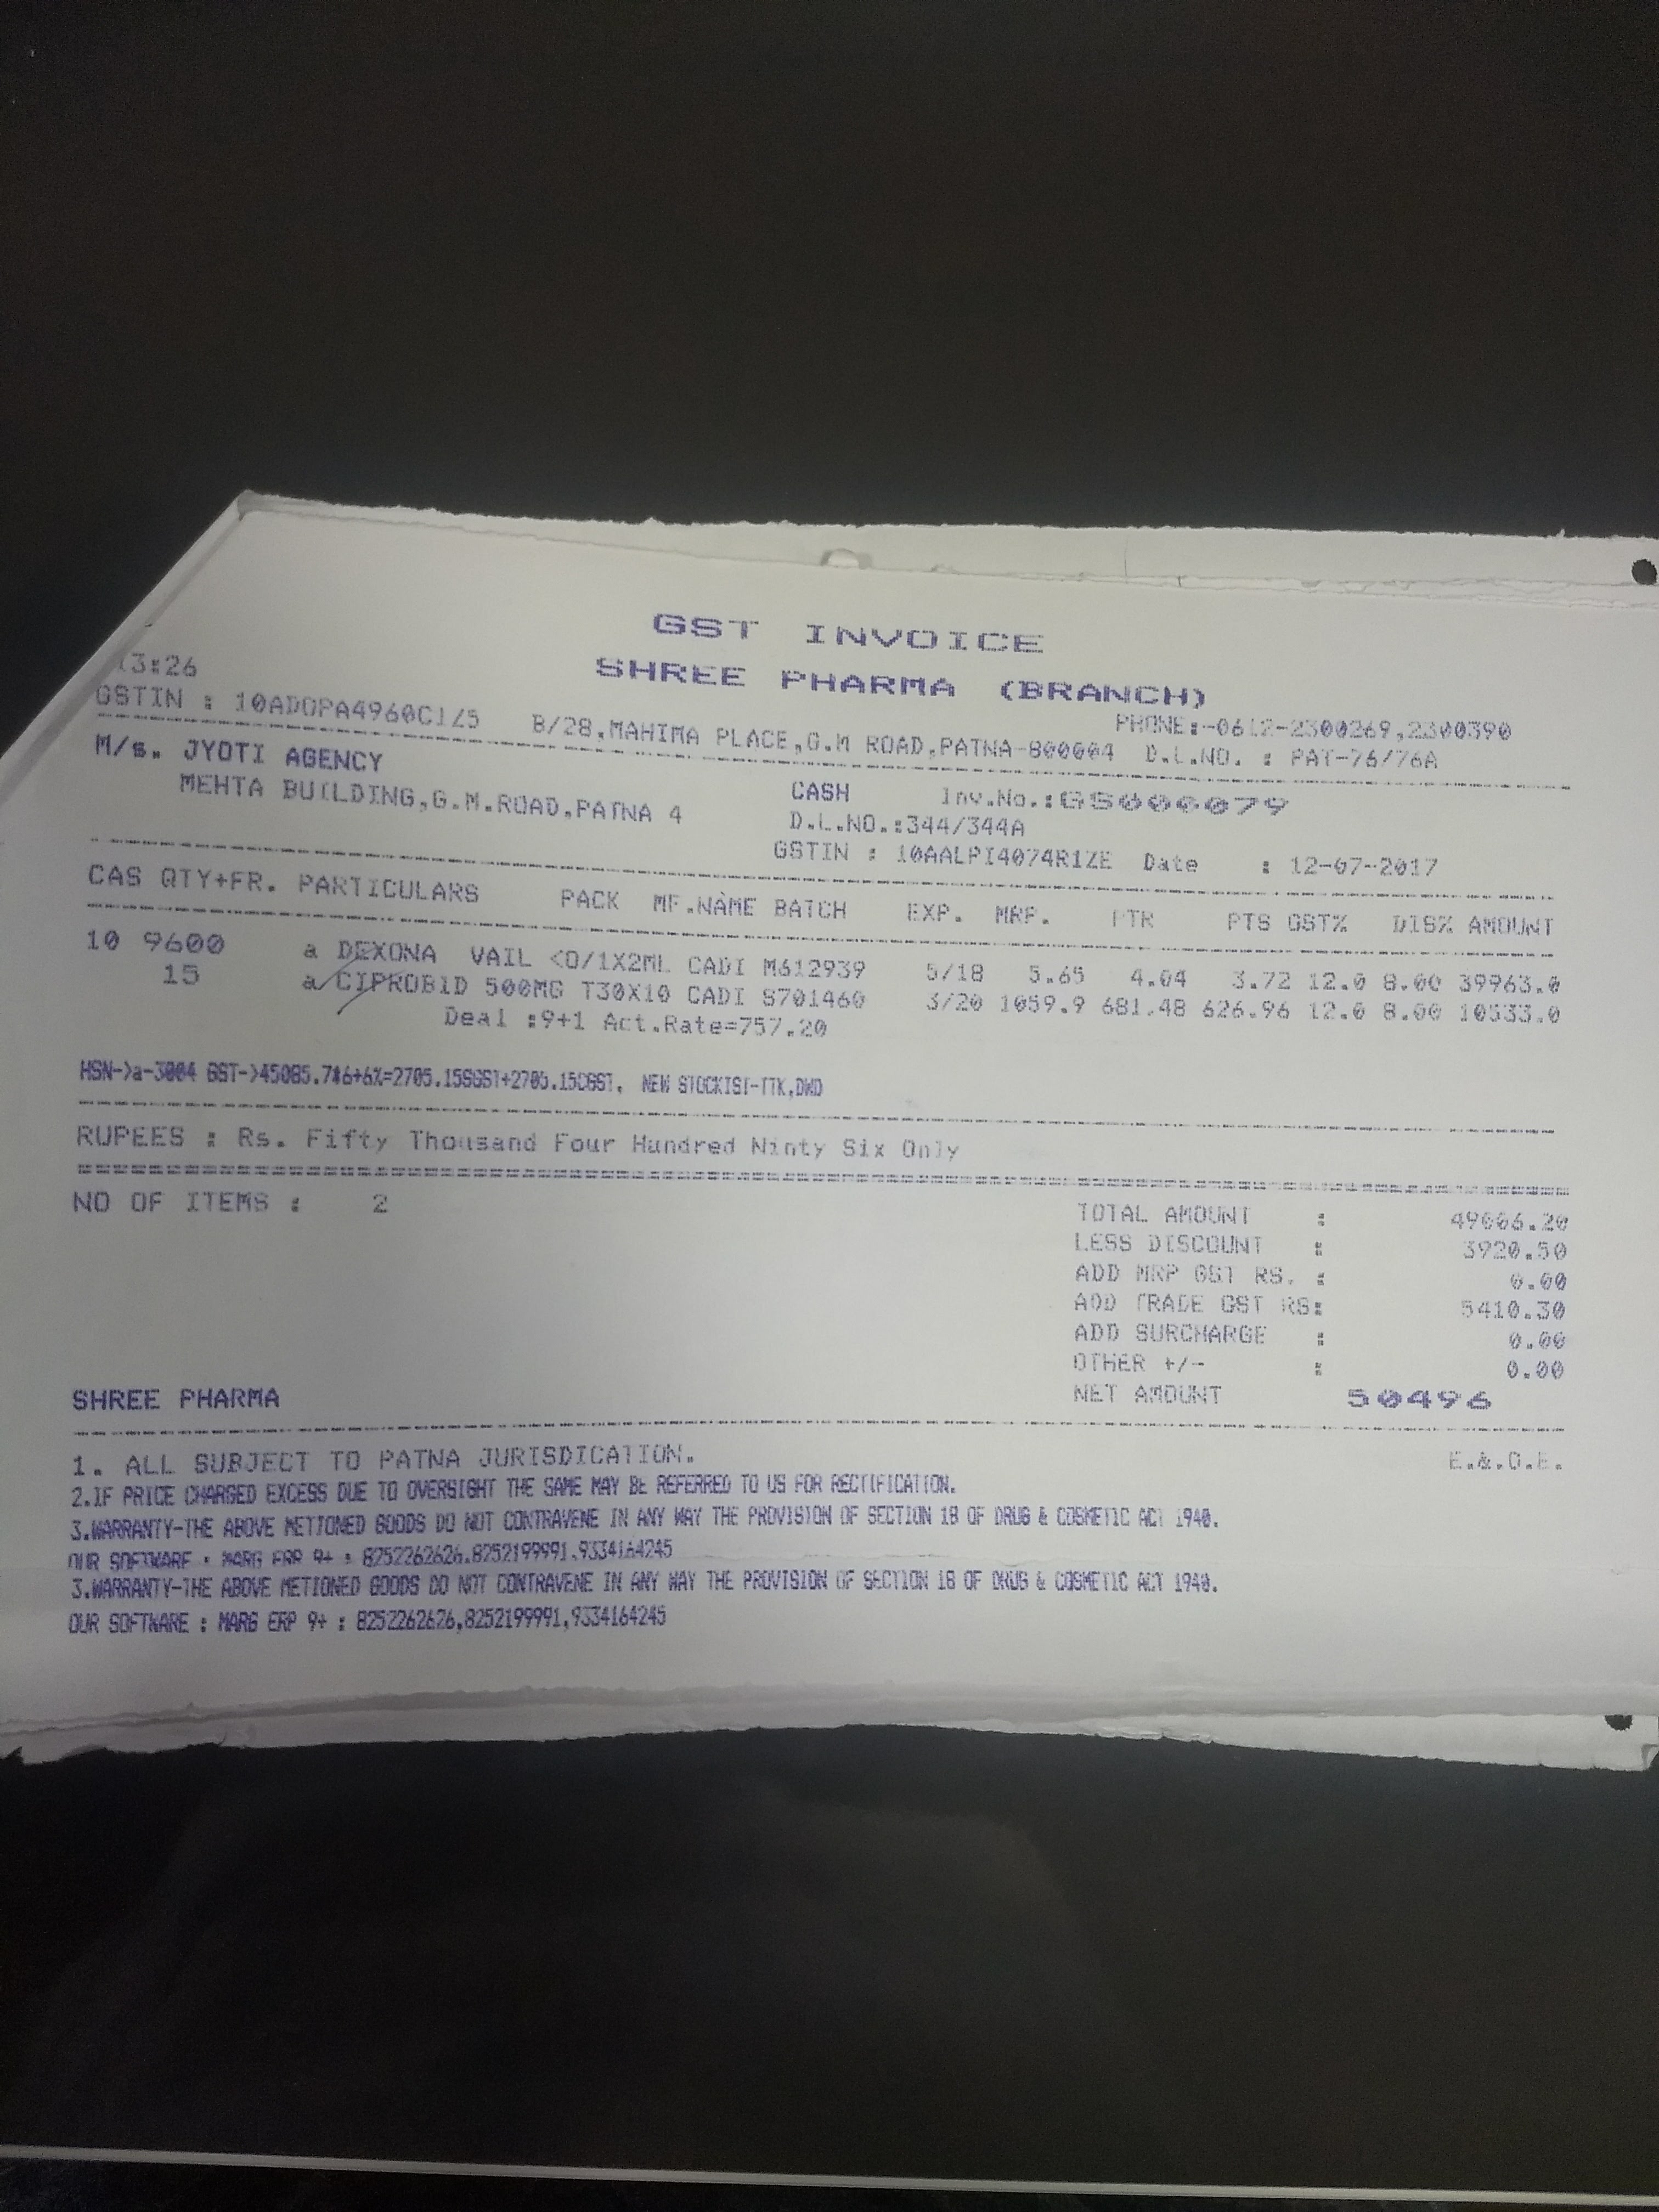 GST INVOICE
13:26
SHREE PHARMA (BRANCH)
GSTIN : 10ADOPA4960C1Z5 B/28,MAHIMA PLACE,G.M ROAD,PATNA-800004 PHONE:-0612-2300269,2300390
D.L.NO. : PAT-76/76A
M/s. JYOTI AGENCY
MEHTA BUILDING,G.M.ROAD,PATNA 4
CASH Inv.No.:GS000079
D.L.NO.:344/344A
GSTIN : 10AALPI4074R1ZE Date : 12-07-2017
CAS QTY+FR. PARTICULARS PACK MF.NAME BATCH EXP. MRP. PTR PTS GST% DIS% AMOUNT
10 9600 a DEXONA VAIL <O/1X2ML CADI M612939 5/18 5.65 4.04 3.72 12.0 8.00 39963.0
15 a CIPROBID 500MG T30X10 CADI S701460 3/20 1059.9 681.48 626.96 12.0 8.00 10533.0
Deal :9+1 Act.Rate=757.20
HSN->a-3004 GST->45085.7*6+6%=2705.15SGST+2705.15CGST, NEW STOCKIST-TTK,DWD
RUPEES : Rs. Fifty Thousand Four Hundred Ninty Six Only
NO OF ITEMS : 2
TOTAL AMOUNT : 49006.20
LESS DISCOUNT : 3920.50
ADD MRP GST RS. : 0.00
ADD TRADE GST RS: 5410.30
ADD SURCHARGE : 0.00
OTHER +/- : 0.00
SHREE PHARMA NET AMOUNT 50496
1. ALL SUBJECT TO PATNA JURISDICATION. E.&.O.E.
2.IF PRICE CHARGED EXCESS DUE TO OVERSIGHT THE SAME MAY BE REFERRED TO US FOR RECTIFICATION.
3.WARRANTY-THE ABOVE METIONED GOODS DO NOT CONTRAVENE IN ANY WAY THE PROVISION OF SECTION 18 OF DRUG & COSMETIC ACT 1940.
OUR SOFTWARE : MARG ERP 9+ : 8252262626,8252199991,9334164245
3.WARRANTY-THE ABOVE METIONED GOODS DO NOT CONTRAVENE IN ANY WAY THE PROVISION OF SECTION 18 OF DRUG & COSMETIC ACT 1940.
OUR SOFTWARE : MARG ERP 9+ : 8252262626,8252199991,9334164245